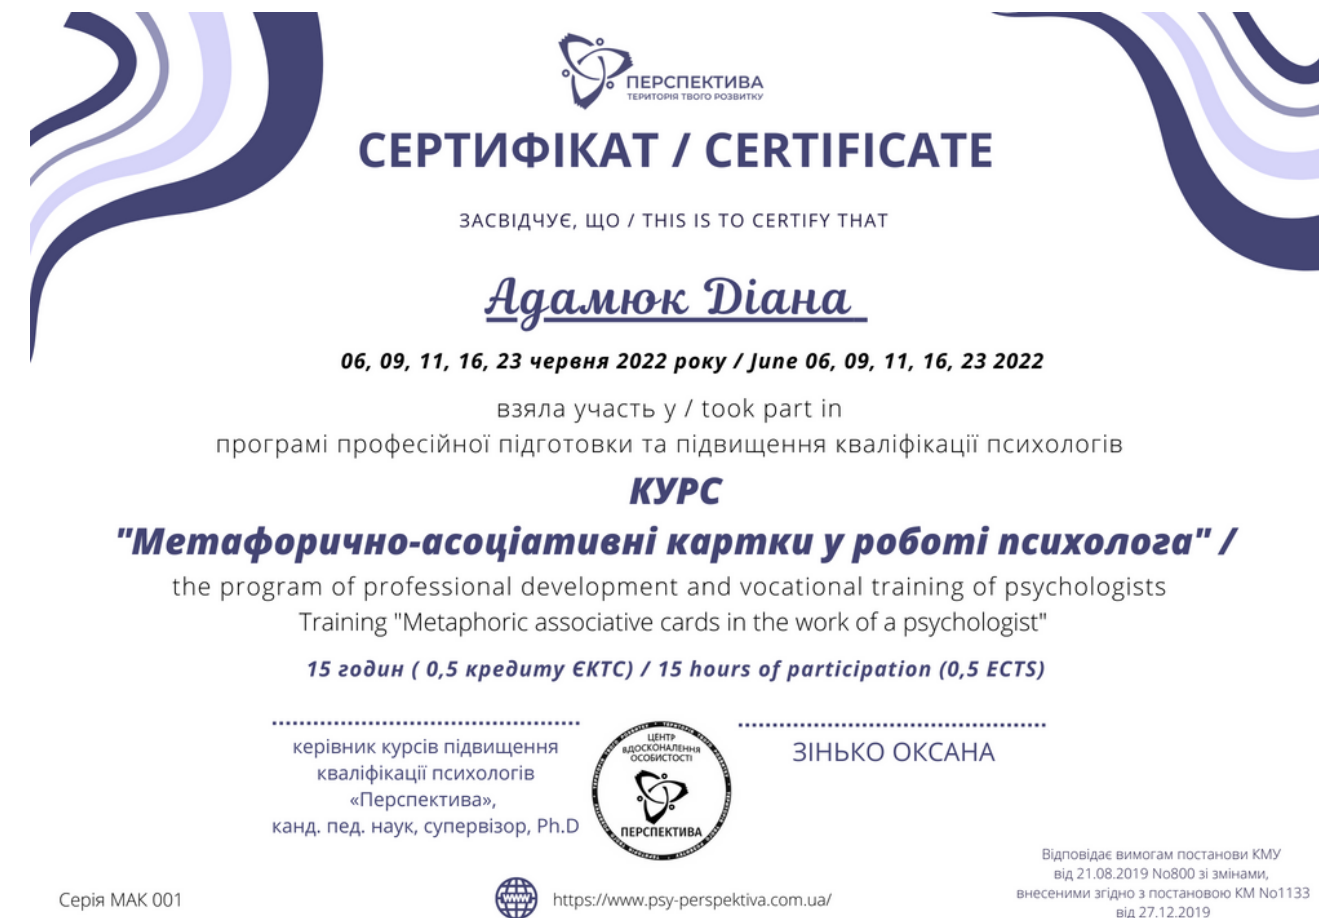 ПЕРСПЕКТИВА
ТЕРИТОРІЯ ТВОГО РОЗВИТКУ
СЕРТИФІКАТ / CERTIFICATE
ЗАСВІДЧУЄ, ЩО / THIS IS TO CERTIFY THAT
Адамюк Діана
06, 09, 11, 16, 23 червня 2022 року / June 06, 09, 11, 16, 23 2022
взяла участь у / took part in
програмі професійної підготовки та підвищення кваліфікації психологів
КУРС
"Метафорично-асоціативні картки у роботі психолога" /
the program of professional development and vocational training of psychologists
Training "Metaphoric associative cards in the work of a psychologist"
15 годин ( 0,5 кредиту ЄКТС) / 15 hours of participation (0,5 ECTS)
керівник курсів підвищення
кваліфікації психологів
«Перспектива»,
канд. пед. наук, супервізор, Ph.D
ЦЕНТР
ВДОСКОНАЛЕННЯ
ОСОБИСТОСТІ
ПЕРСПЕКТИВА
ЗІНЬКО ОКСАНА
Серія МАК 001
www
https://www.psy-perspektiva.com.ua/
Відповідає вимогам постанови КМУ
від 21.08.2019 No800 зі змінами,
внесеними згідно з постановою КМ No1133
від 27.12.2019